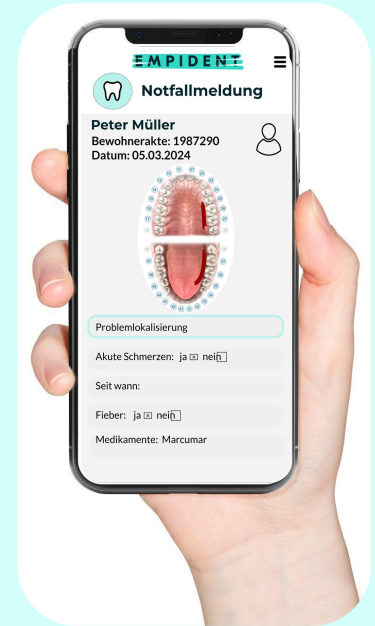 EMPIDENT
Notfallmeldung
Peter Müller
Bewohnerakte: 1987290
Datum: 05.03.2024
Problemlokalisierung
Akute Schmerzen: ja nein
Seit wann:
Fieber: ja nein
Medikamente: Marcumar